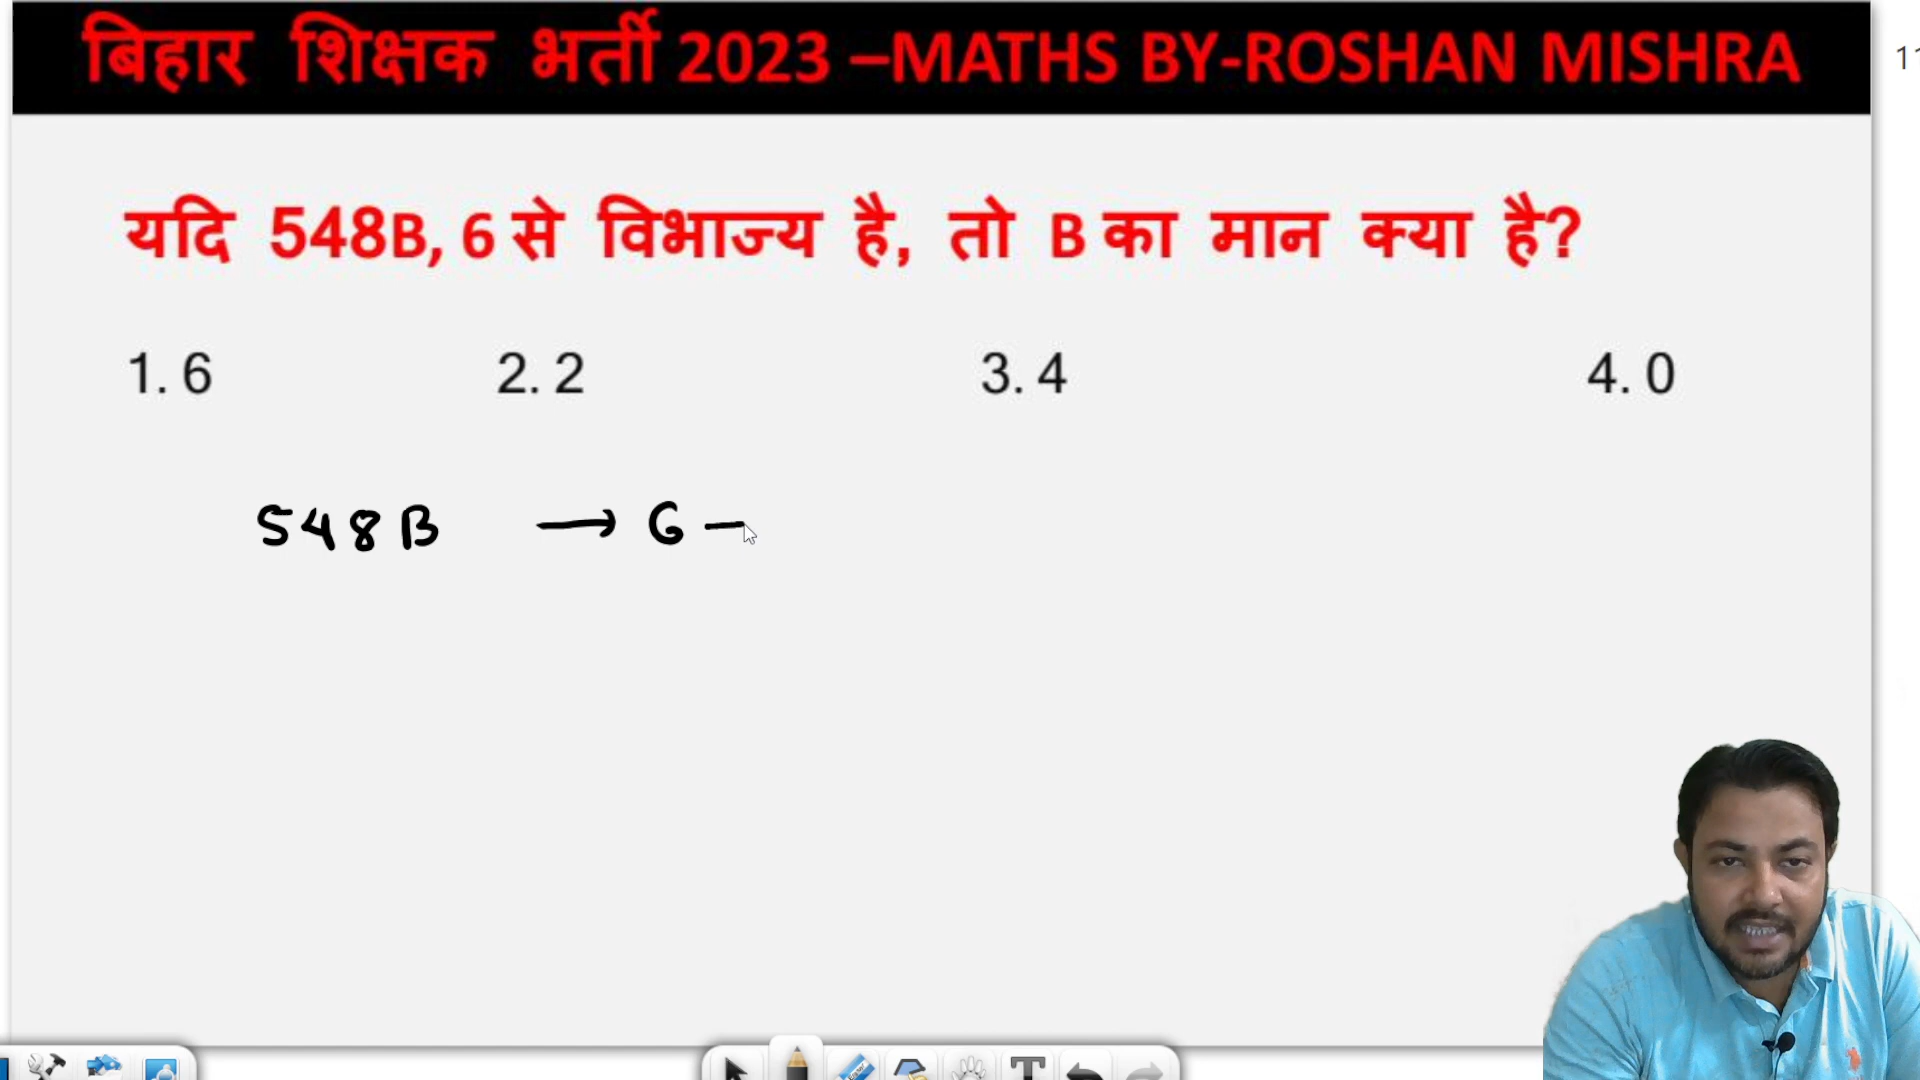 बिहार शिक्षक भर्ती 2023 –MATHS BY-ROSHAN MISHRA
11
यदि 548B, 6 से विभाज्य है, तो B का मान क्या है?
1. 6 2. 2 3. 4 4. 0
548B → 6 –
T